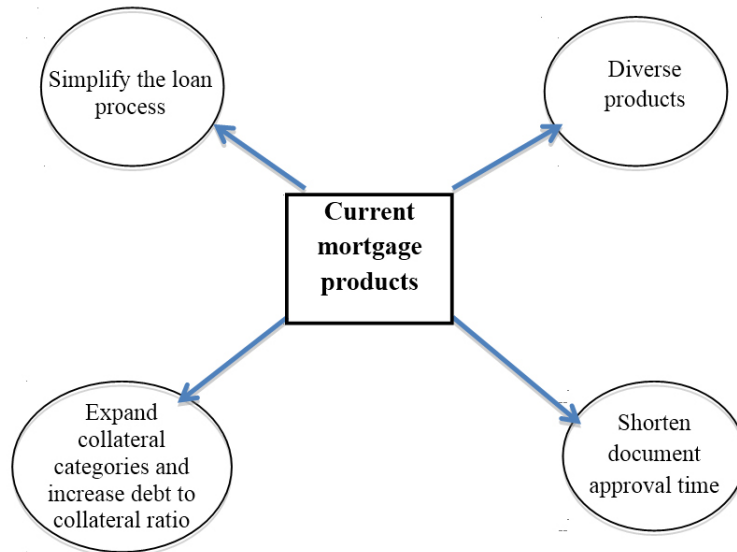 Simplify the loan
process
Diverse
products
Current
mortgage
products
Expand
collateral
categories and
increase debt to
collateral ratio
Shorten
document
approval time